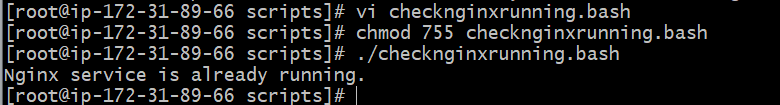 [root@ip-172-31-89-66 scripts]# vi checknginxrunning.bash
[root@ip-172-31-89-66 scripts]# chmod 755 checknginxrunning.bash
[root@ip-172-31-89-66 scripts]# ./checknginxrunning.bash
Nginx service is already running.
[root@ip-172-31-89-66 scripts]#